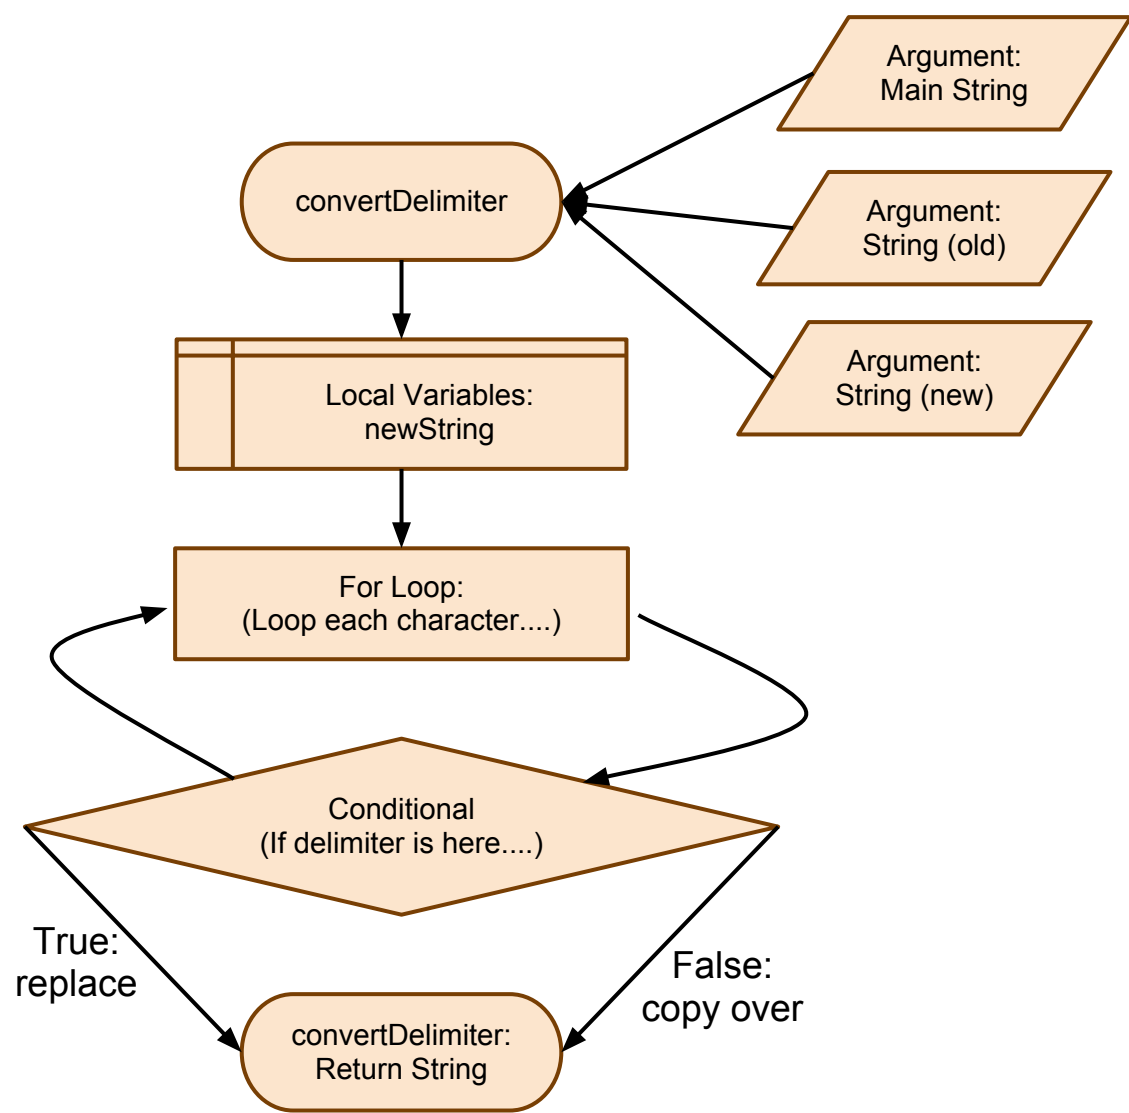 Argument:
Main String
convertDelimiter
Argument:
String (old)
Argument:
String (new)
Local Variables:
newString
For Loop:
(Loop each character....)
Conditional
(If delimiter is here....)
True:
replace
False:
copy over
convertDelimiter:
Return String